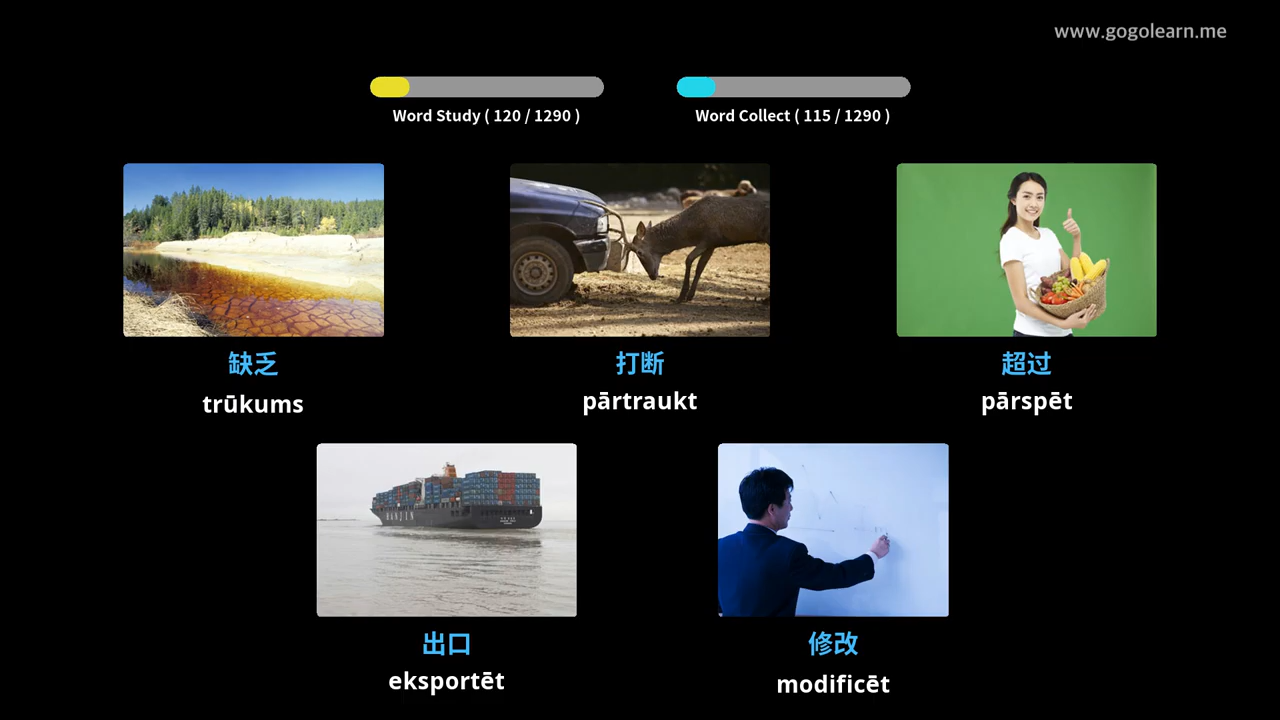 www.gogolearn.me
Word Study ( 120 / 1290 )
Word Collect ( 115 / 1290 )
缺乏
打断
超过
trūkums
pārtraukt
pārspēt
HANJIN
出口
修改
eksportēt
modificēt